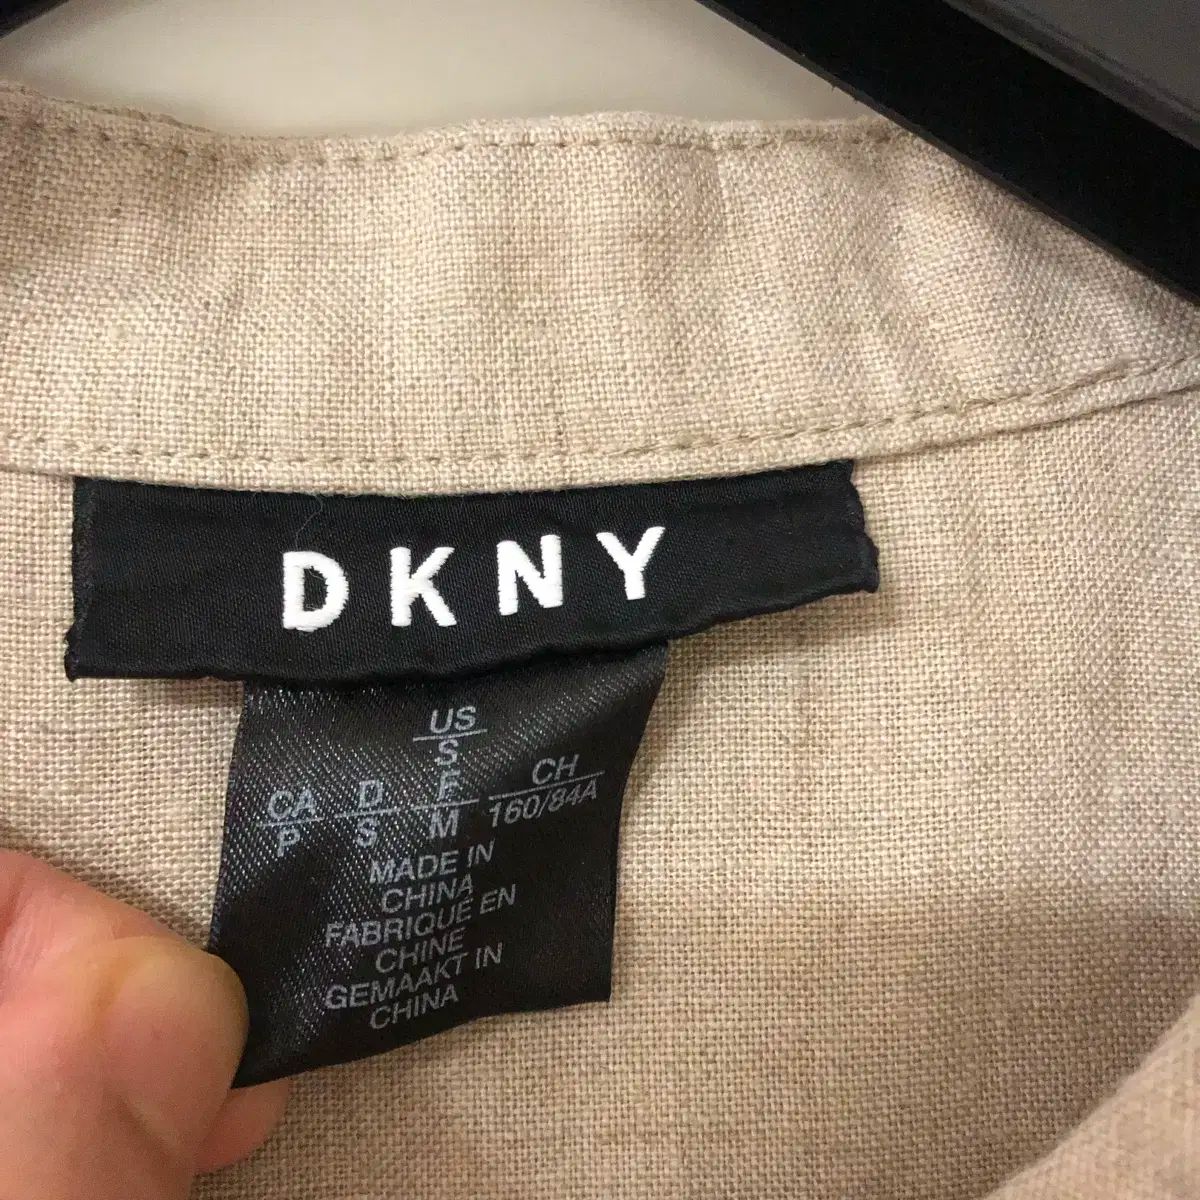 DKNY
US
S
CA D F CH
P S M 160/84A
MADE IN
CHINA
FABRIQUÉ EN
CHINE
GEMAAKT IN
CHINA